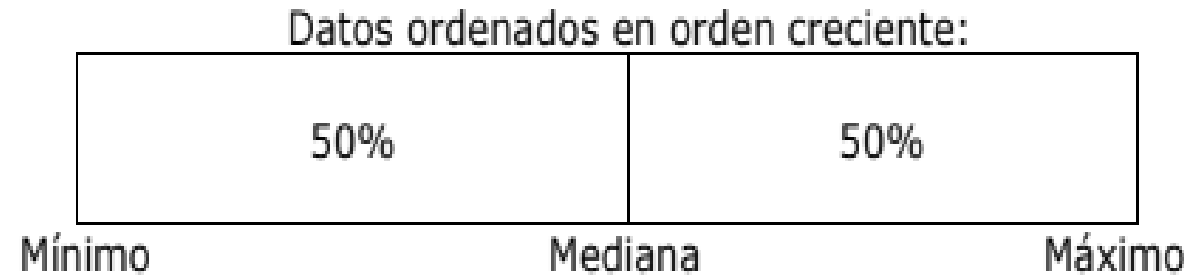 Datos ordenados en orden creciente:
50% 50%
Mínimo Mediana Máximo